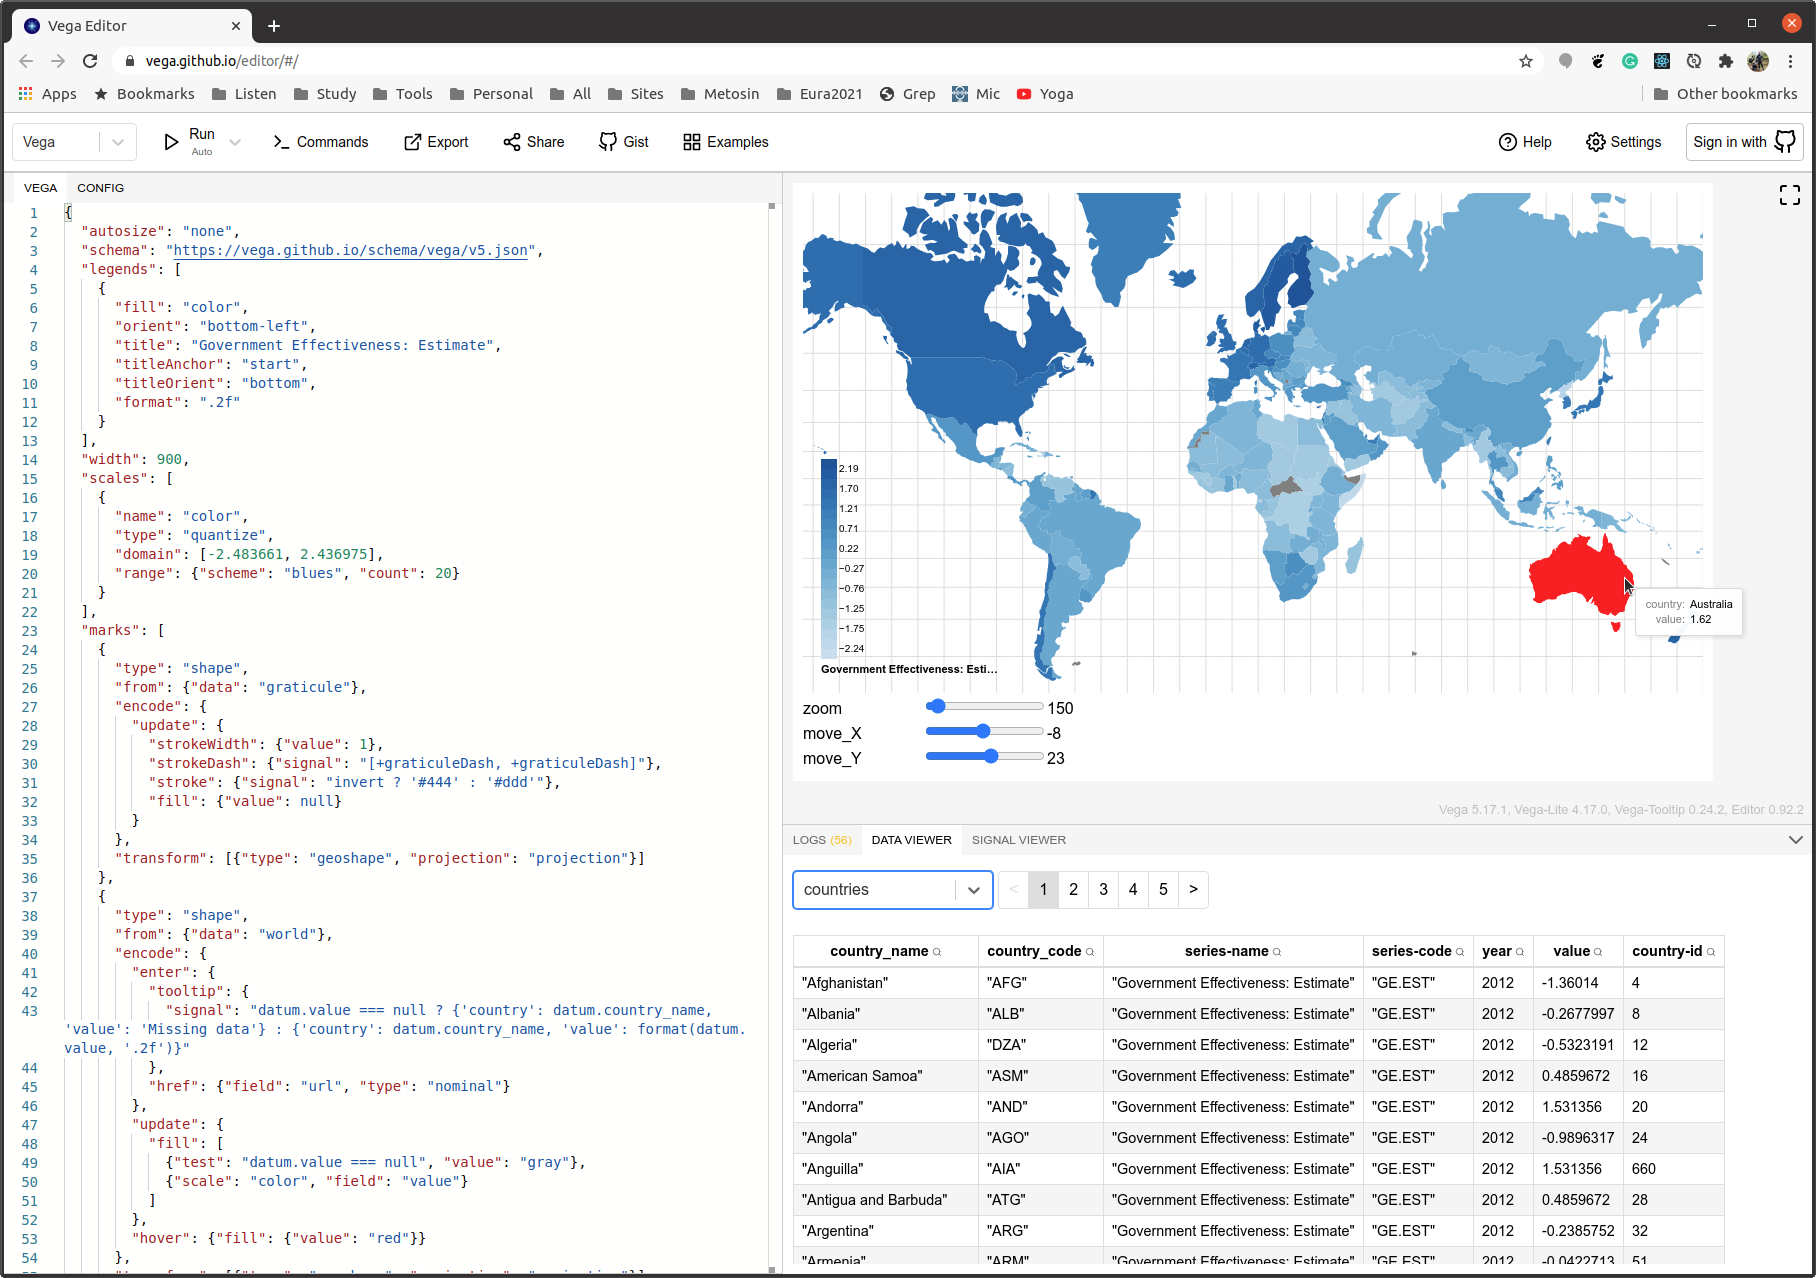 Vega Editor
vega.github.io/editor/#/
Apps Bookmarks Listen Study Tools Personal All Sites Metosin Eura2021 Grep Mic Yoga Other bookmarks
Vega Run Auto Commands Export Share Gist Examples Help Settings Sign in with
VEGA CONFIG
1 {
2 "autosize": "none",
3 "schema": "https://vega.github.io/schema/vega/v5.json",
4 "legends": [
5 {
6 "fill": "color",
7 "orient": "bottom-left",
8 "title": "Government Effectiveness: Estimate",
9 "titleAnchor": "start",
10 "titleOrient": "bottom",
11 "format": ".2f"
12 }
13 ],
14 "width": 900,
15 "scales": [
16 {
17 "name": "color",
18 "type": "quantize",
19 "domain": [-2.483661, 2.436975],
20 "range": {"scheme": "blues", "count": 20}
21 }
22 ],
23 "marks": [
24 {
25 "type": "shape",
26 "from": {"data": "graticule"},
27 "encode": {
28 "update": {
29 "strokeWidth": {"value": 1},
30 "strokeDash": {"signal": "[+graticuleDash, +graticuleDash]"},
31 "stroke": {"signal": "invert ? '#444' : '#ddd'"},
32 "fill": {"value": null}
33 }
34 },
35 "transform": [{"type": "geoshape", "projection": "projection"}]
36 },
37 {
38 "type": "shape",
39 "from": {"data": "world"},
40 "encode": {
41 "enter": {
42 "tooltip": {
43 "signal": "datum.value === null ? {'country': datum.country_name,
'value': 'Missing data'} : {'country': datum.country_name, 'value': format(datum.
value, '.2f')}"
44 },
45 "href": {"field": "url", "type": "nominal"}
46 },
47 "update": {
48 "fill": [
49 {"test": "datum.value === null", "value": "gray"},
50 {"scale": "color", "field": "value"}
51 ]
52 },
53 "hover": {"fill": {"value": "red"}}
54 },
2.19
1.70
1.21
0.71
0.22
−0.27
−0.76
−1.25
−1.75
−2.24
Government Effectiveness: Esti…
country: Australia
value: 1.62
zoom 150
move_X -8
move_Y 23
Vega 5.17.1, Vega-Lite 4.17.0, Vega-Tooltip 0.24.2, Editor 0.92.2
LOGS (56) DATA VIEWER SIGNAL VIEWER
countries < 1 2 3 4 5 >
country_name country_code series-name series-code year value country-id
"Afghanistan" "AFG" "Government Effectiveness: Estimate" "GE.EST" 2012 -1.36014 4
"Albania" "ALB" "Government Effectiveness: Estimate" "GE.EST" 2012 -0.2677997 8
"Algeria" "DZA" "Government Effectiveness: Estimate" "GE.EST" 2012 -0.5323191 12
"American Samoa" "ASM" "Government Effectiveness: Estimate" "GE.EST" 2012 0.4859672 16
"Andorra" "AND" "Government Effectiveness: Estimate" "GE.EST" 2012 1.531356 20
"Angola" "AGO" "Government Effectiveness: Estimate" "GE.EST" 2012 -0.9896317 24
"Anguilla" "AIA" "Government Effectiveness: Estimate" "GE.EST" 2012 1.531356 660
"Antigua and Barbuda" "ATG" "Government Effectiveness: Estimate" "GE.EST" 2012 0.4859672 28
"Argentina" "ARG" "Government Effectiveness: Estimate" "GE.EST" 2012 -0.2385752 32
"Armenia" "ARM" "Government Effectiveness: Estimate" "GE.EST" 2012 -0.0422713 51